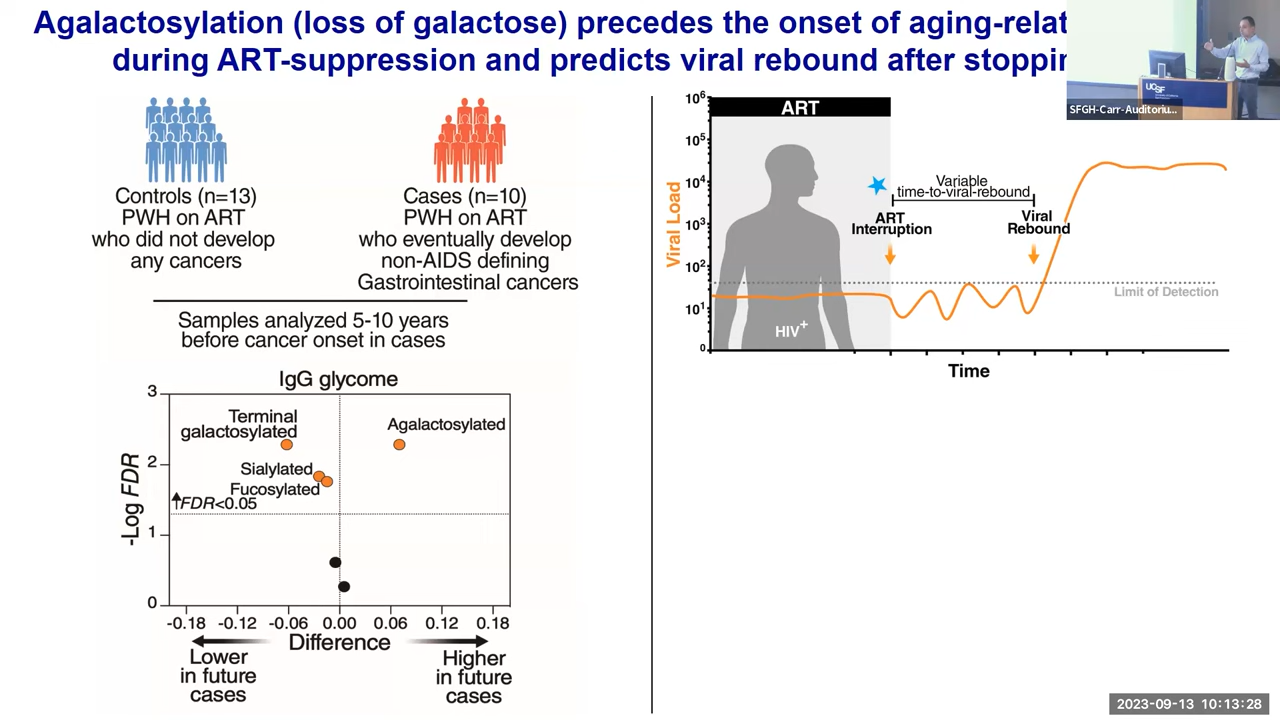 Agalactosylation (loss of galactose) precedes the onset of aging-relat
during ART-suppression and predicts viral rebound after stoppin
UCSF
SFGH-Carr-Auditoriu...
Controls (n=13)
PWH on ART
who did not develop
any cancers
Cases (n=10)
PWH on ART
who eventually develop
non-AIDS defining
Gastrointestinal cancers
Samples analyzed 5-10 years
before cancer onset in cases
IgG glycome
3
2
1
0
-Log FDR
Terminal
galactosylated
Agalactosylated
Sialylated
Fucosylated
FDR<0.05
-0.18 -0.12 -0.06 0.00 0.06 0.12 0.18
Difference
Lower
in future
cases
Higher
in future
cases
ART
10⁶
10⁵
10⁴
10³
10²
10¹
0
Viral Load
Variable
time-to-viral-rebound
ART
Interruption
Viral
Rebound
Limit of Detection
HIV⁺
Time
2023-09-13 10:13:28